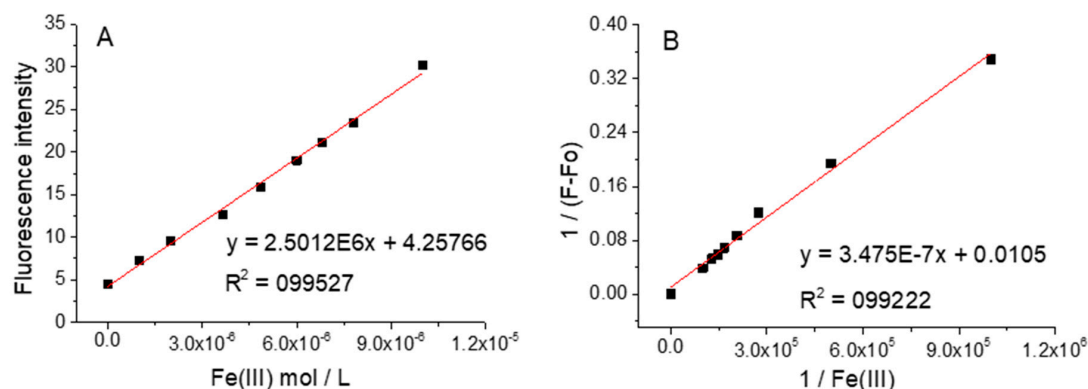 A
Fluorescence intensity
35
30
25
20
15
10
5
0
y = 2.5012E6x + 4.25766
R² = 099527
0.0 3.0x10⁻⁶ 6.0x10⁻⁶ 9.0x10⁻⁶ 1.2x10⁻⁵
Fe(III) mol / L
B
1 / (F-Fo)
0.40
0.32
0.24
0.16
0.08
0.00
y = 3.475E-7x + 0.0105
R² = 099222
0.0 3.0x10⁵ 6.0x10⁵ 9.0x10⁵ 1.2x10⁶
1 / Fe(III)